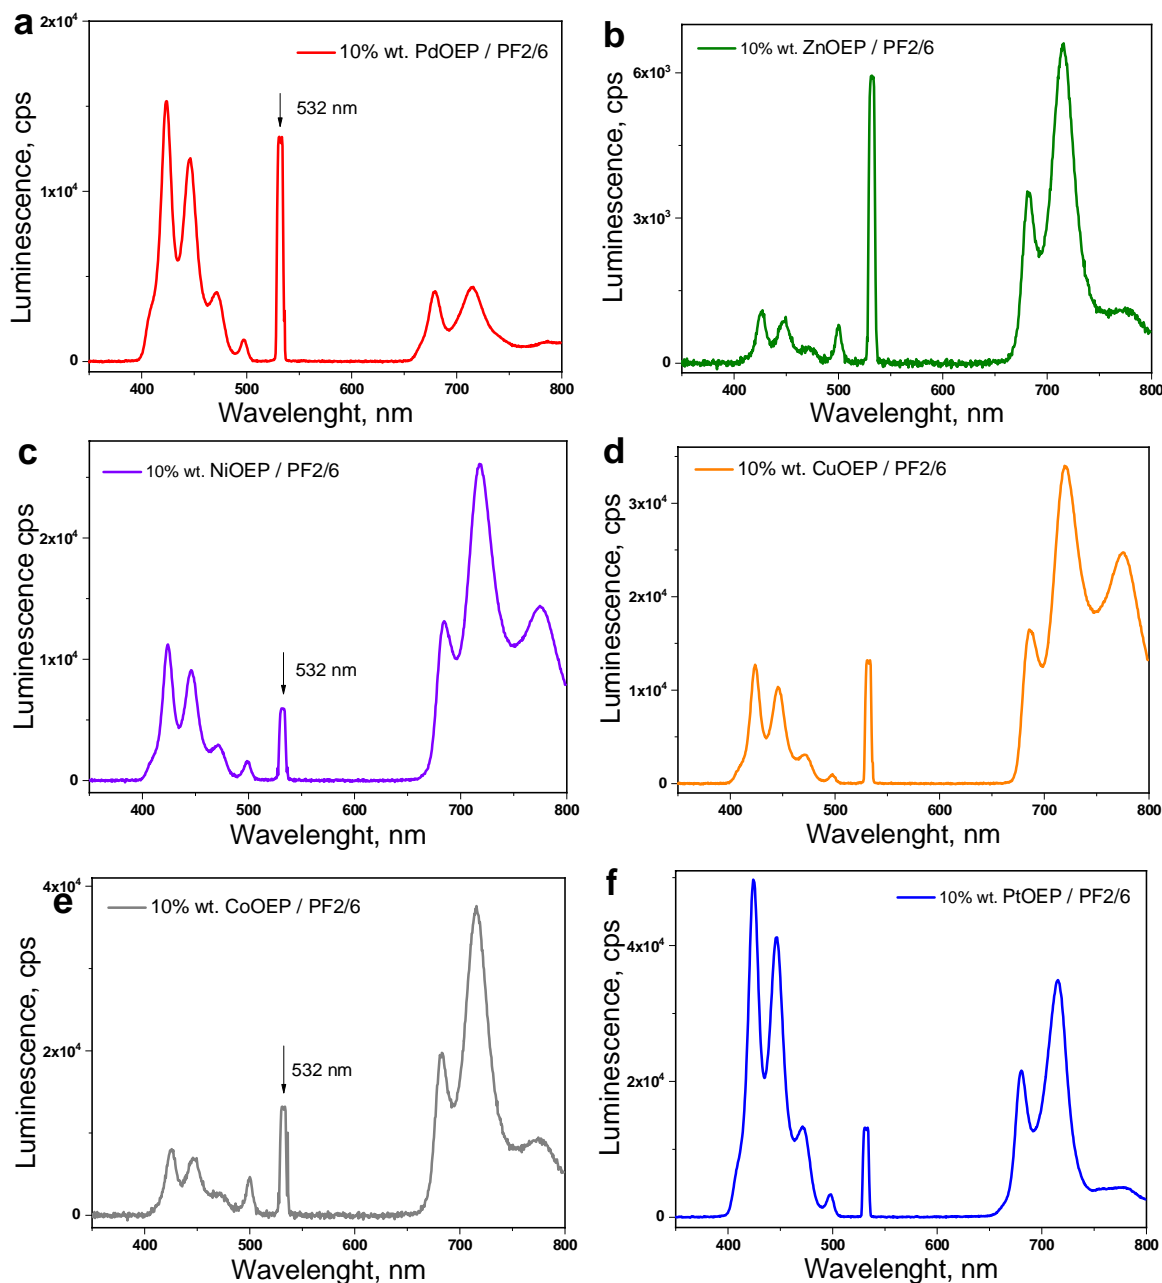 a
10% wt. PdOEP / PF2/6
532 nm
2x10⁴
1x10⁴
0
Luminescence, cps
400 500 600 700 800
Wavelenght, nm
b
10% wt. ZnOEP / PF2/6
6x10³
3x10³
0
Luminescence, cps
400 500 600 700 800
Wavelenght, nm
c
10% wt. NiOEP / PF2/6
532 nm
2x10⁴
1x10⁴
0
Luminescence cps
400 500 600 700 800
Wavelenght, nm
d
10% wt. CuOEP / PF2/6
3x10⁴
2x10⁴
1x10⁴
0
Luminescence, cps
400 500 600 700 800
Wavelenght, nm
e
10% wt. CoOEP / PF2/6
532 nm
4x10⁴
2x10⁴
0
Luminescence, cps
400 500 600 700 800
Wavelenght, nm
f
10% wt. PtOEP / PF2/6
4x10⁴
2x10⁴
0
Luminescence, cps
400 500 600 700 800
Wavelenght, nm